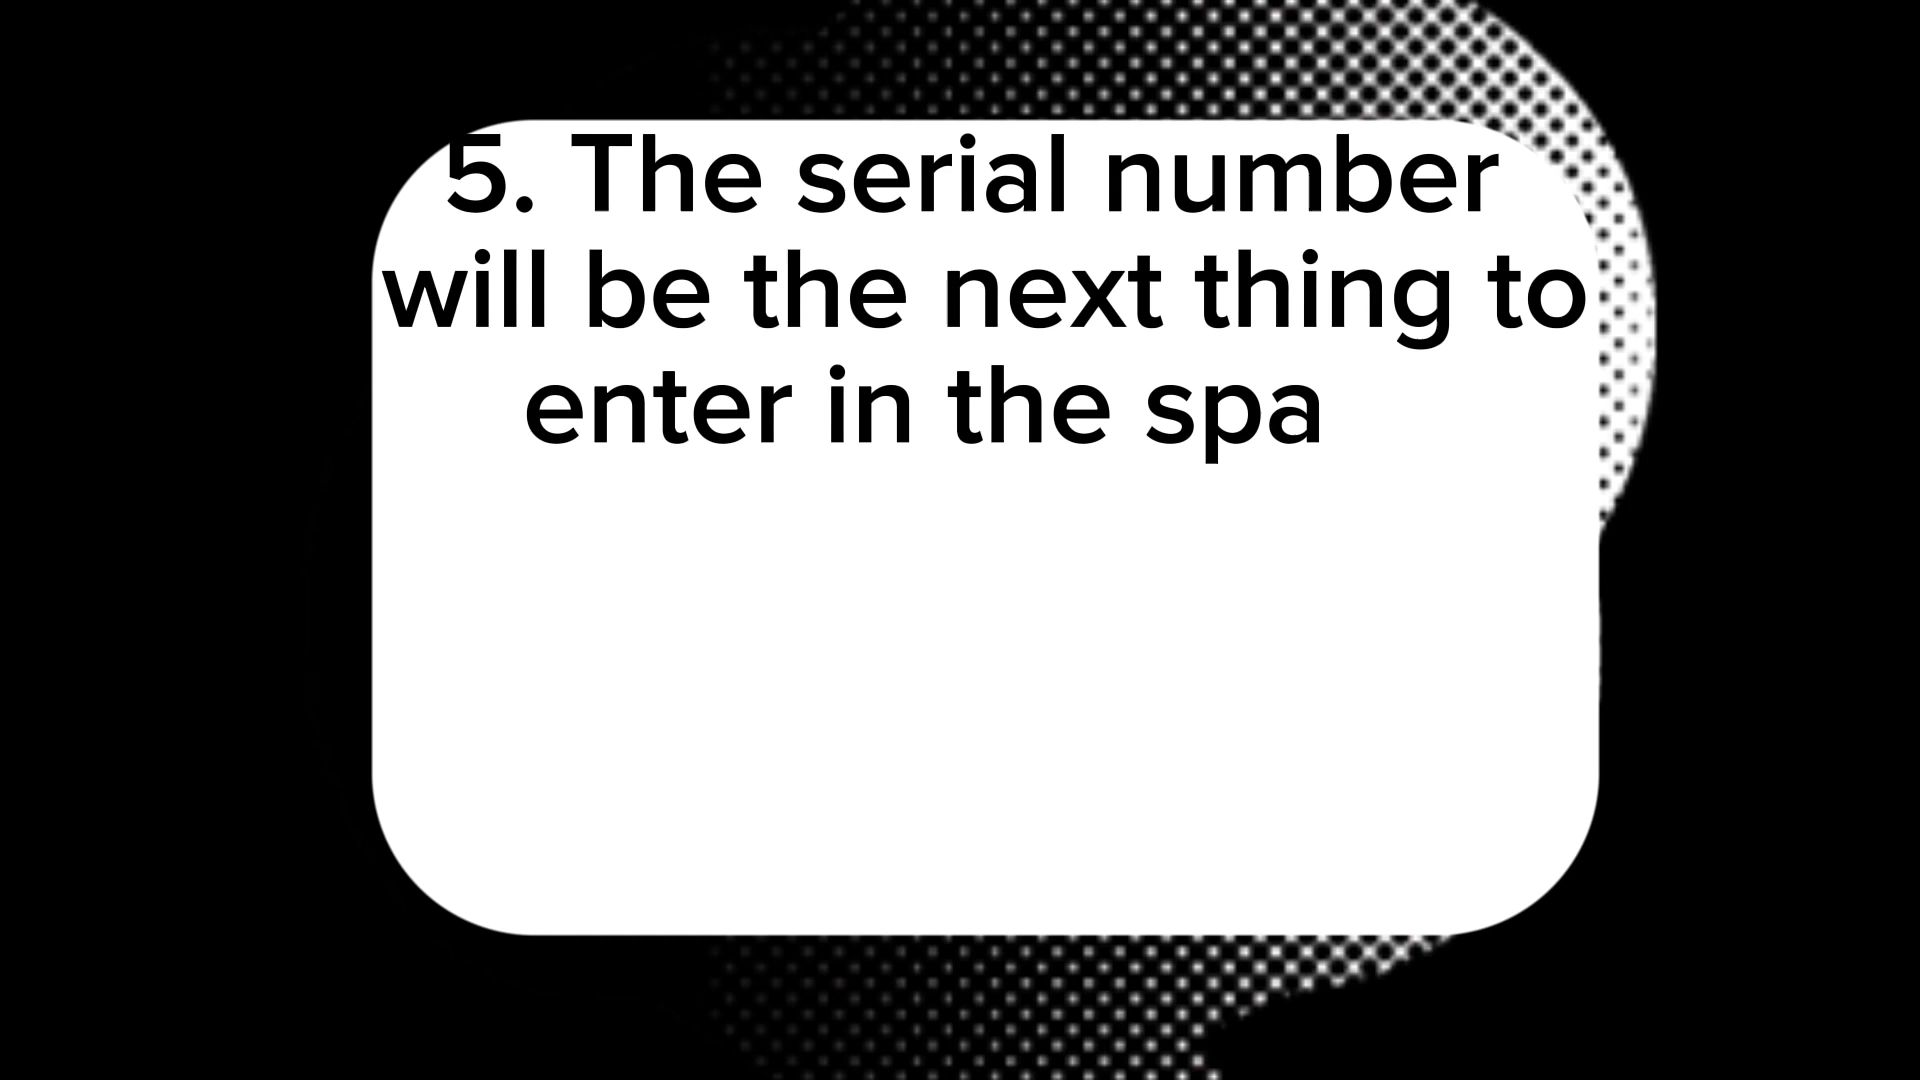 5. The serial number
will be the next thing to
enter in the spa